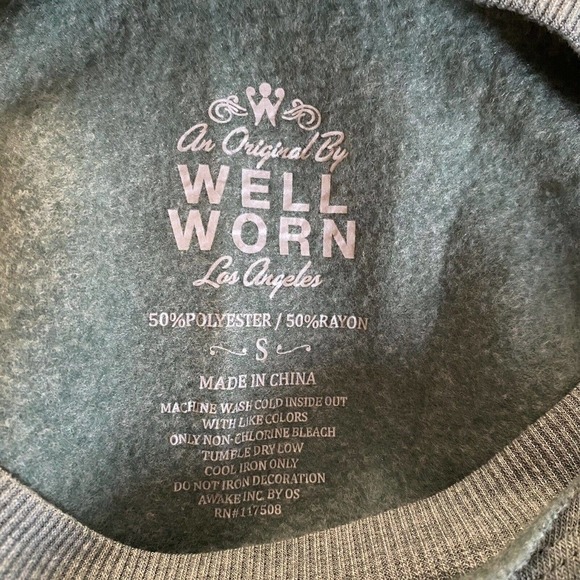 W
An Original By
WELL
WORN
Los Angeles
50%POLYESTER / 50%RAYON
S
MADE IN CHINA
MACHINE WASH COLD INSIDE OUT
WITH LIKE COLORS
ONLY NON-CHLORINE BLEACH
TUMBLE DRY LOW
COOL IRON ONLY
DO NOT IRON DECORATION
AWAKE INC. BY OS
RN#117508